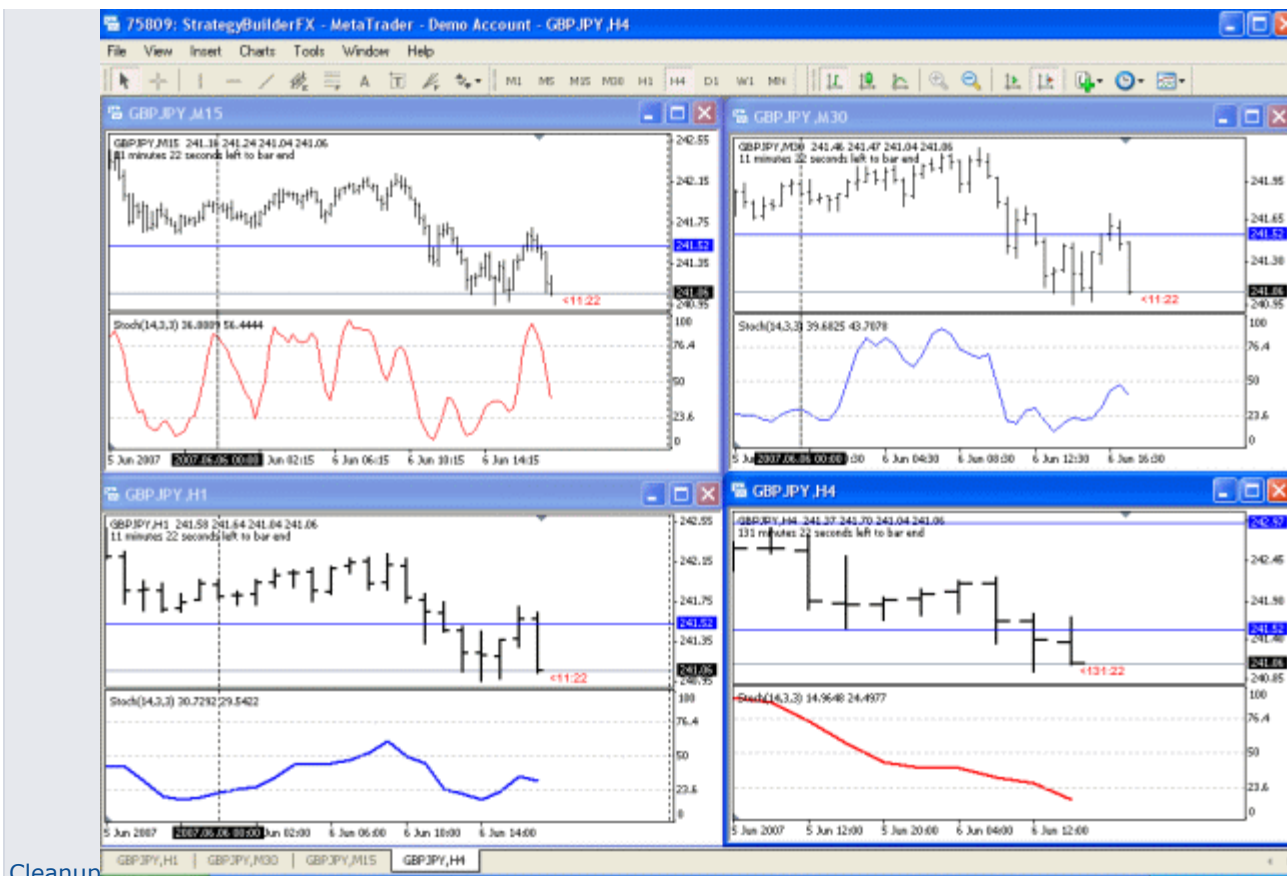 75809: StrategyBuilderFX - MetaTrader - Demo Account - GBPJPY,H4
File View Insert Charts Tools Window Help
A T M1 M5 M15 M30 H1 H4 D1 W1 MN
GBPJPY,M15
GBPJPY,M15 241.16 241.24 241.04 241.06
11 minutes 22 seconds left to bar end
242.55
242.15
241.75
241.52
241.35
241.06
240.95
<11:22
Stoch(14,3,3) 36.8889 56.4444
100
76.4
50
23.6
0
5 Jun 2007 2007.06.06 00:00 Jun 02:15 6 Jun 06:15 6 Jun 10:15 6 Jun 14:15
GBPJPY,M30
GBPJPY,M30 241.46 241.47 241.04 241.06
11 minutes 22 seconds left to bar end
241.95
241.65
241.52
241.30
241.06
240.95
<11:22
Stoch(14,3,3) 39.6825 43.7078
100
76.4
50
23.6
0
5 Ju 2007.06.06 00:00 :30 6 Jun 04:30 6 Jun 08:30 6 Jun 12:30 6 Jun 16:30
GBPJPY,H1
GBPJPY,H1 241.58 241.64 241.04 241.06
11 minutes 22 seconds left to bar end
242.55
242.15
241.75
241.52
241.35
241.06
240.95
<11:22
Stoch(14,3,3) 30.7292 29.5422
100
76.4
50
23.6
0
5 Jun 2007 2007.06.06 00:00 Jun 02:00 6 Jun 06:00 6 Jun 10:00 6 Jun 14:00
GBPJPY,H4
GBPJPY,H4 241.37 241.70 241.04 241.06
131 minutes 22 seconds left to bar end
242.97
242.45
241.90
241.52
241.40
241.06
240.85
<131:22
Stoch(14,3,3) 14.9648 24.4977
100
76.4
50
23.6
0
5 Jun 2007 5 Jun 12:00 5 Jun 20:00 6 Jun 04:00 6 Jun 12:00
GBPJPY,H1 GBPJPY,M30 GBPJPY,M15 GBPJPY,H4
Cleanup